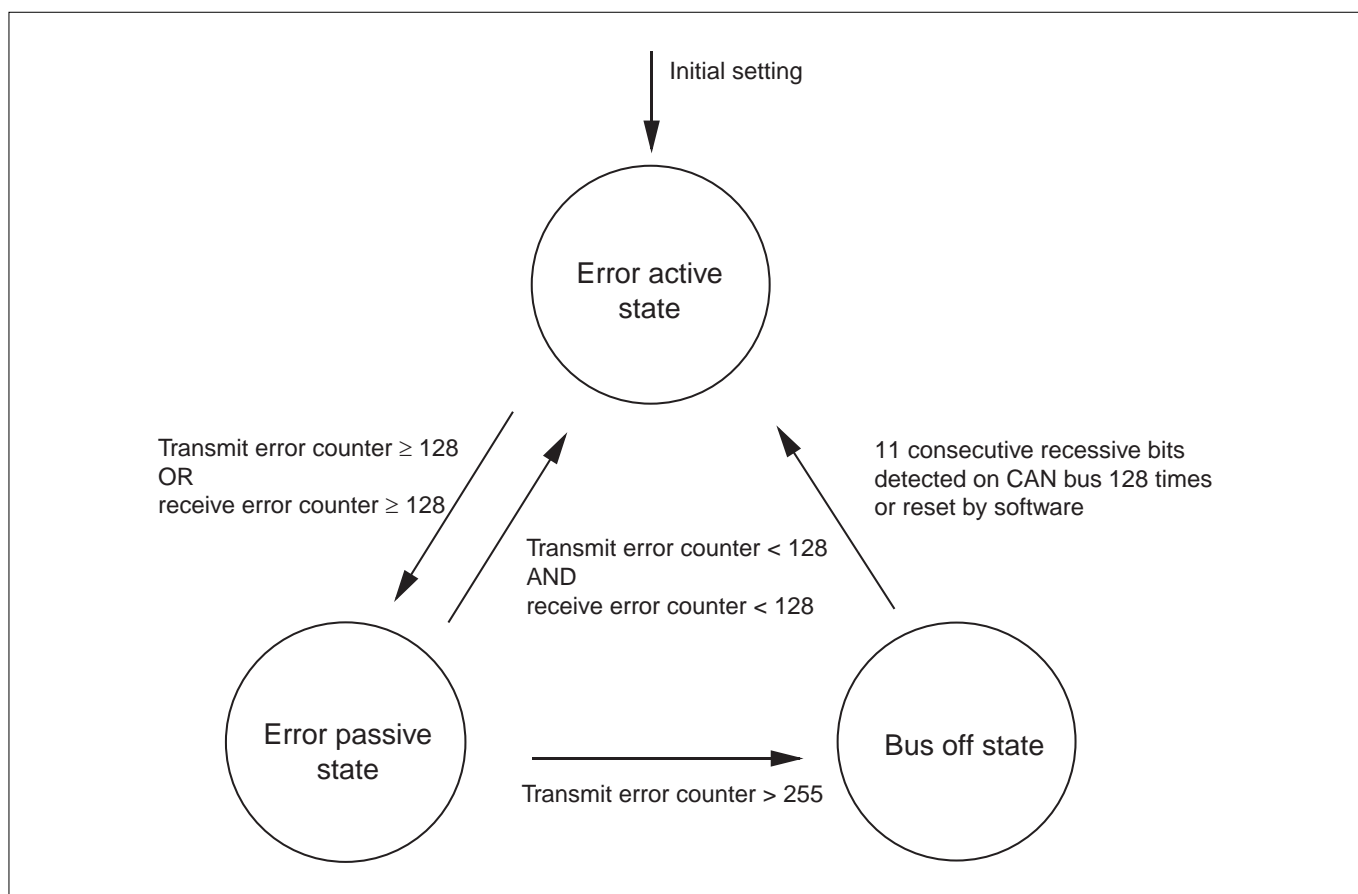 Initial setting
Error active
state
Transmit error counter ≥ 128
OR
receive error counter ≥ 128
11 consecutive recessive bits
detected on CAN bus 128 times
or reset by software
Transmit error counter < 128
AND
receive error counter < 128
Error passive
state
Bus off state
Transmit error counter > 255